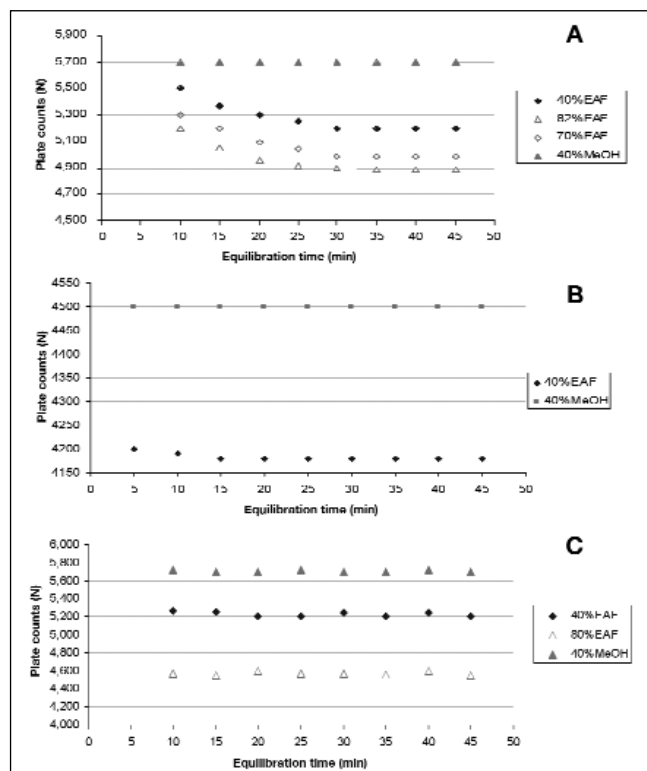 A
5,900
5,700
5,500
5,300
5,100
4,900
4,700
4,500
Plate counts (N)
0 5 10 15 20 25 30 35 40 45 50
Equilibration time (min)
40%EAF
82%EAF
70%EAF
40%MeOH
B
4550
4500
4450
4400
4350
4300
4200
4150
Plate counts (N)
0 5 10 15 20 25 30 35 40 45 50
Equilibration time (min)
40%EAF
40%MeOH
C
6,000
5,800
5,600
5,400
5,200
5,000
4,800
4,600
4,400
4,200
4,000
Plate counts (N)
0 5 10 15 20 25 30 35 40 45 50
Equilibration time (min)
40%EAF
80%EAF
40%MeOH